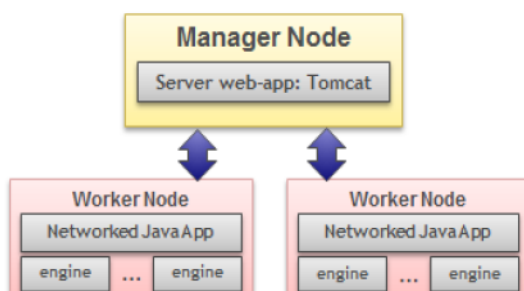 Manager Node
Server web-app: Tomcat
Worker Node
Networked Java App
engine ... engine
Worker Node
Networked Java App
engine ... engine